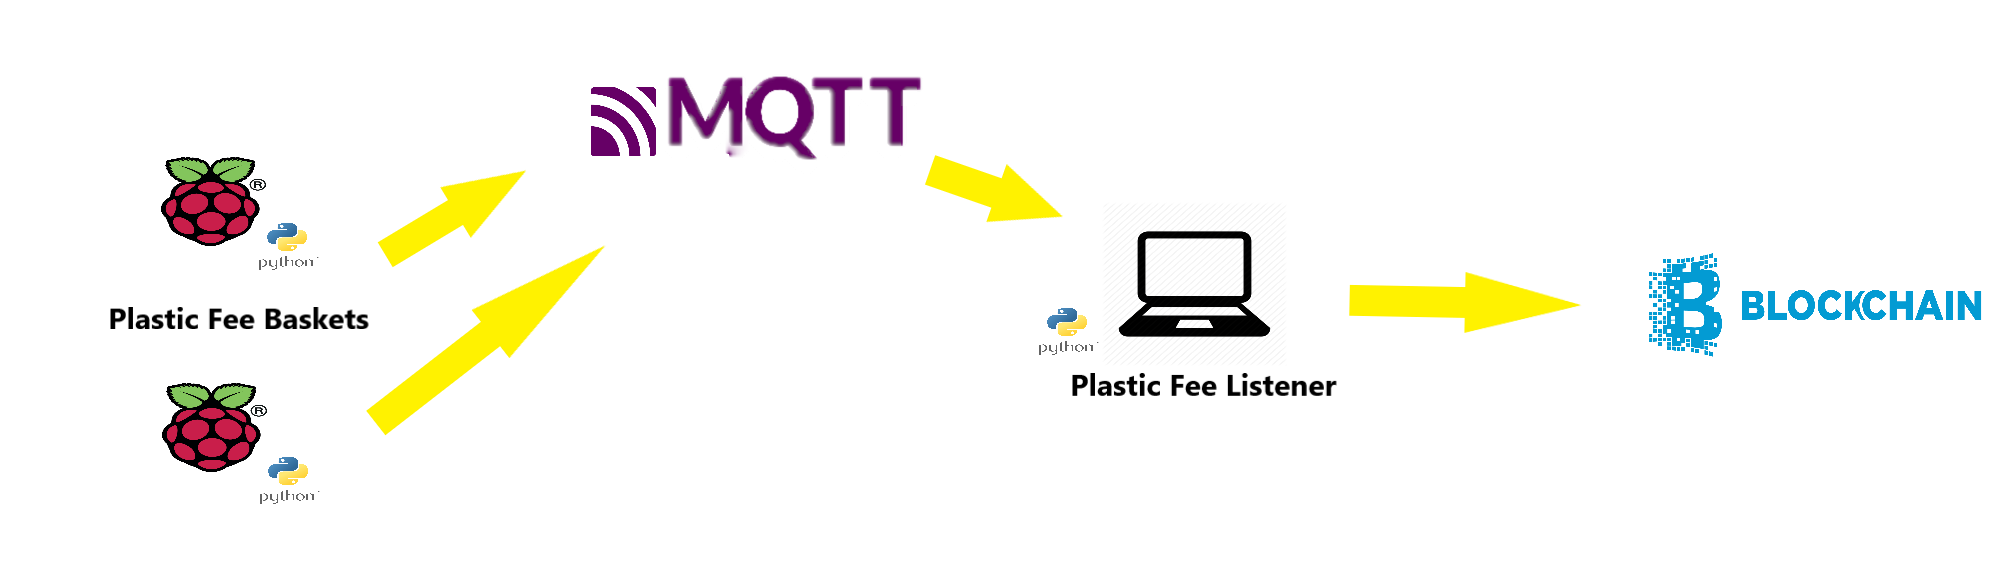 MQTT
®
python
Plastic Fee Baskets
®
python
python
Plastic Fee Listener
BLOCKCHAIN